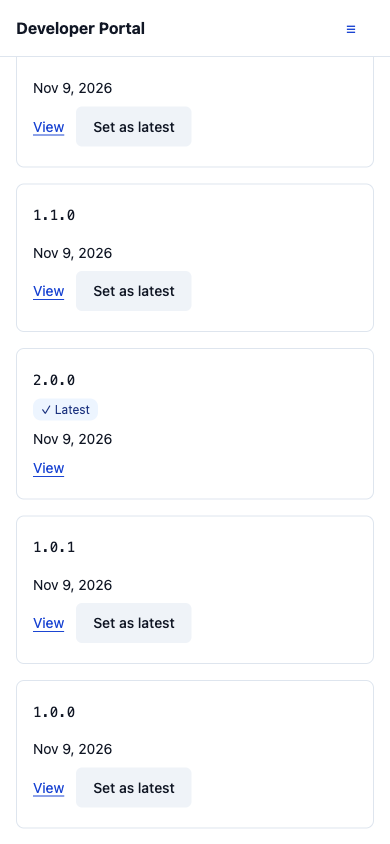 Developer Portal
≡
Nov 9, 2026
View Set as latest
1.1.0
Nov 9, 2026
View Set as latest
2.0.0
✓ Latest
Nov 9, 2026
View
1.0.1
Nov 9, 2026
View Set as latest
1.0.0
Nov 9, 2026
View Set as latest